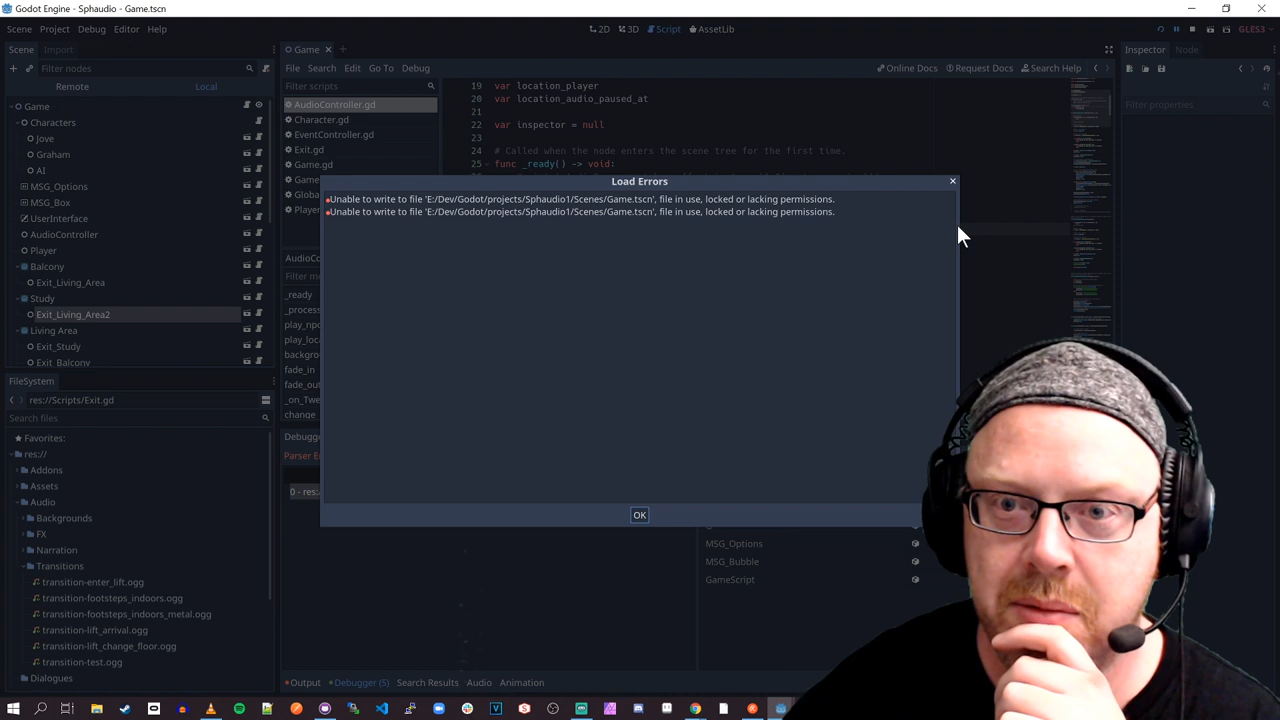 Godot Engine - Sphaudio - Game.tscn
Scene Project Debug Editor Help
2D 3D Script AssetLib
GLES3
Scene Import
Game
Inspector Node
Filter nodes
File Search Edit Go To Debug
Online Docs Request Docs Search Help
Remote Local
Filter scripts
Filter properties
Game
Characters
Jove
Graham
AI
MSG_Options
MSG_Box
UserInterface
AudioController
Player
Balcony
Exit_Living_Area
Study
Exit_Living_Area2
Living Area
Exit_Study
Exit_Balcony
AudioController.gd
Character.gd
EventController.gd
Exit.gd
Game.gd
19 var location_player
20 var location_audio_paused_at
21
22 var inspector = null
23
24 # Called when the node enters the scene tree for the first time.
25 func _ready() -> void:
Load Errors
Unable to write to file 'E:/Dev/Godot/projects/Sphaudio1/Scenes/Game.tscn', file in use, locked or lacking permissions.
Unable to write to file 'E:/Dev/Godot/projects/Sphaudio1/Scenes/Game.tscn', file in use, locked or lacking permissions.
OK
_ready
fade_in
change
FileSystem
res://Scripts/Exit.gd
Search files
Favorites:
res://
Addons
Assets
Audio
Backgrounds
FX
Narration
Transitions
transition-enter_lift.ogg
transition-footsteps_indoors.ogg
transition-footsteps_indoors_metal.ogg
transition-lift_arrival.ogg
transition-lift_change_floor.ogg
transition-test.ogg
Dialogues
MSG_Options
MSG_Bubble
GameScript
Output Debugger (5) Search Results Audio Animation